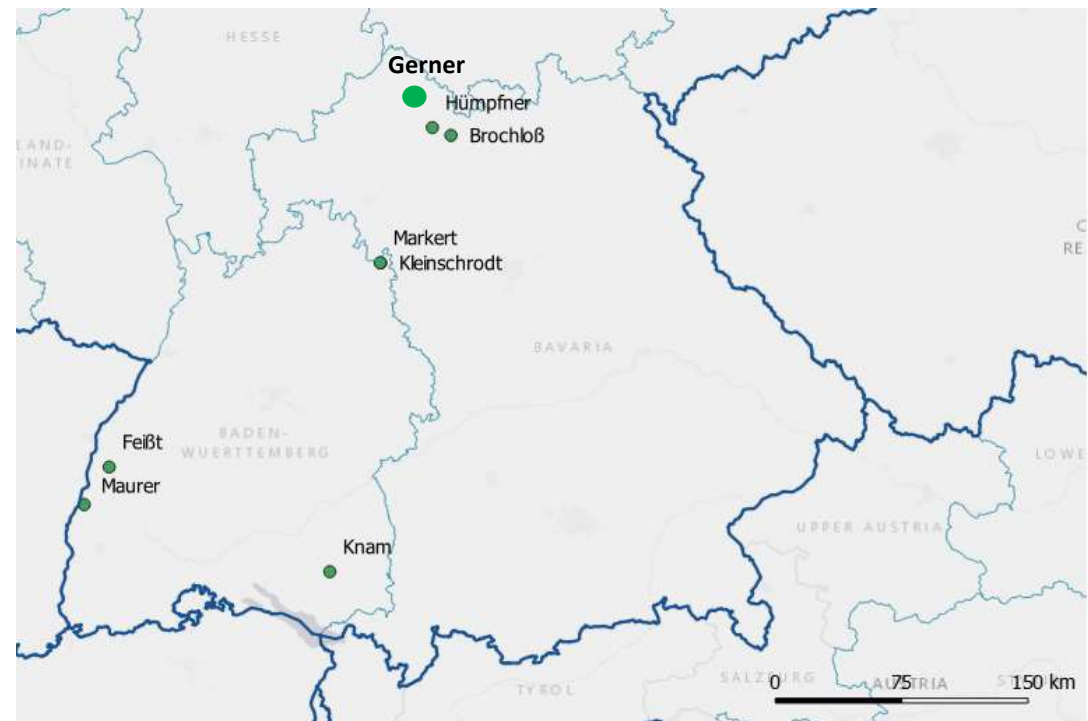 HESSE
Gerner
Hümpfner
Brochloß
LAND-
INATE
Markert
Kleinschrodt
C
RE
BAVARIA
Feißt
BADEN-
WUERTTEMBERG
Maurer
LOWE
UPPER AUSTRIA
Knam
SALZBURG
AUSTRIA
TYROL
0 75 150 km